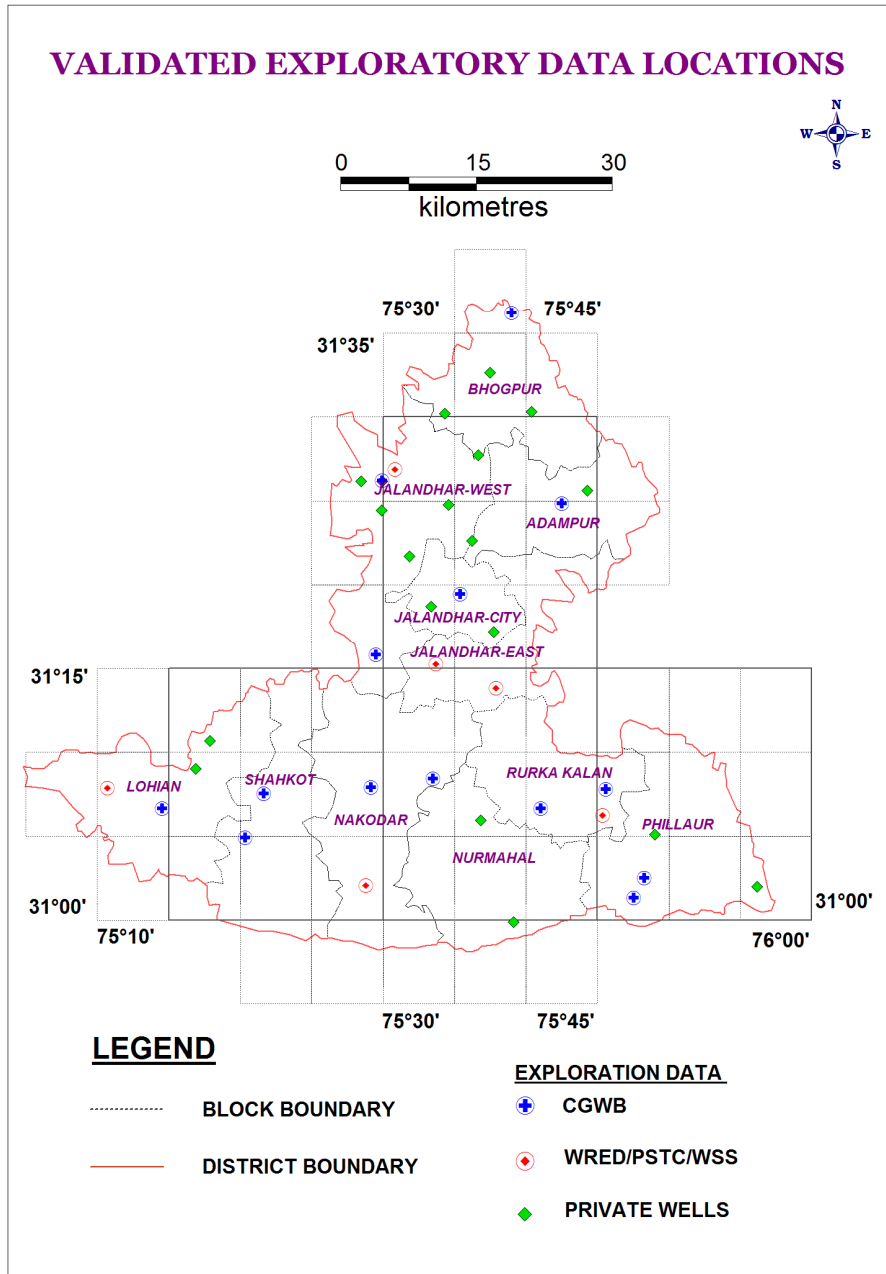 VALIDATED EXPLORATORY DATA LOCATIONS
N
W E
S
0 15 30
kilometres
75°30' 75°45'
31°35'
BHOGPUR
JALANDHAR-WEST
ADAMPUR
JALANDHAR-CITY
JALANDHAR-EAST
31°15'
LOHIAN
SHAHKOT
RURKA KALAN
NAKODAR
PHILLAUR
NURMAHAL
31°00'
31°00'
75°10'
76°00'
75°30' 75°45'
LEGEND
BLOCK BOUNDARY
DISTRICT BOUNDARY
EXPLORATION DATA
CGWB
WRED/PSTC/WSS
PRIVATE WELLS